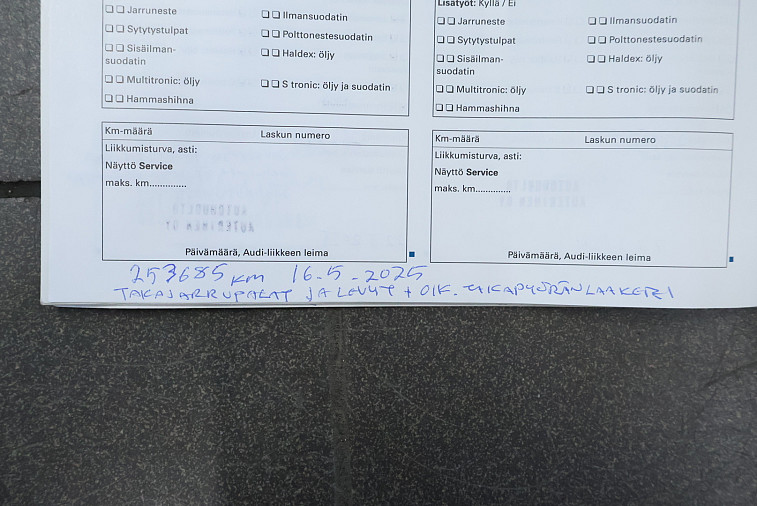 Jarruneste
Ilmansuodatin
Sytytystulpat
Polttonestesuodatin
Sisäilman-
suodatin
Haldex: öljy
Multitronic: öljy
S tronic: öljy ja suodatin
Hammashihna
Km-määrä Laskun numero
Liikkumisturva, asti:
Näyttö Service
maks. km..............
Päivämäärä, Audi-liikkeen leima
Lisätyöt: Kyllä / Ei
Jarruneste
Ilmansuodatin
Sytytystulpat
Polttonestesuodatin
Sisäilman-
suodatin
Haldex: öljy
Multitronic: öljy
S tronic: öljy ja suodatin
Hammashihna
Km-määrä Laskun numero
Liikkumisturva, asti:
Näyttö Service
maks. km..............
Päivämäärä, Audi-liikkeen leima
253685 km 16-5-2025
TAKAJARRUPALAT JA LEVYT + OIK. TAKAPYÖRÄN LAAKERI